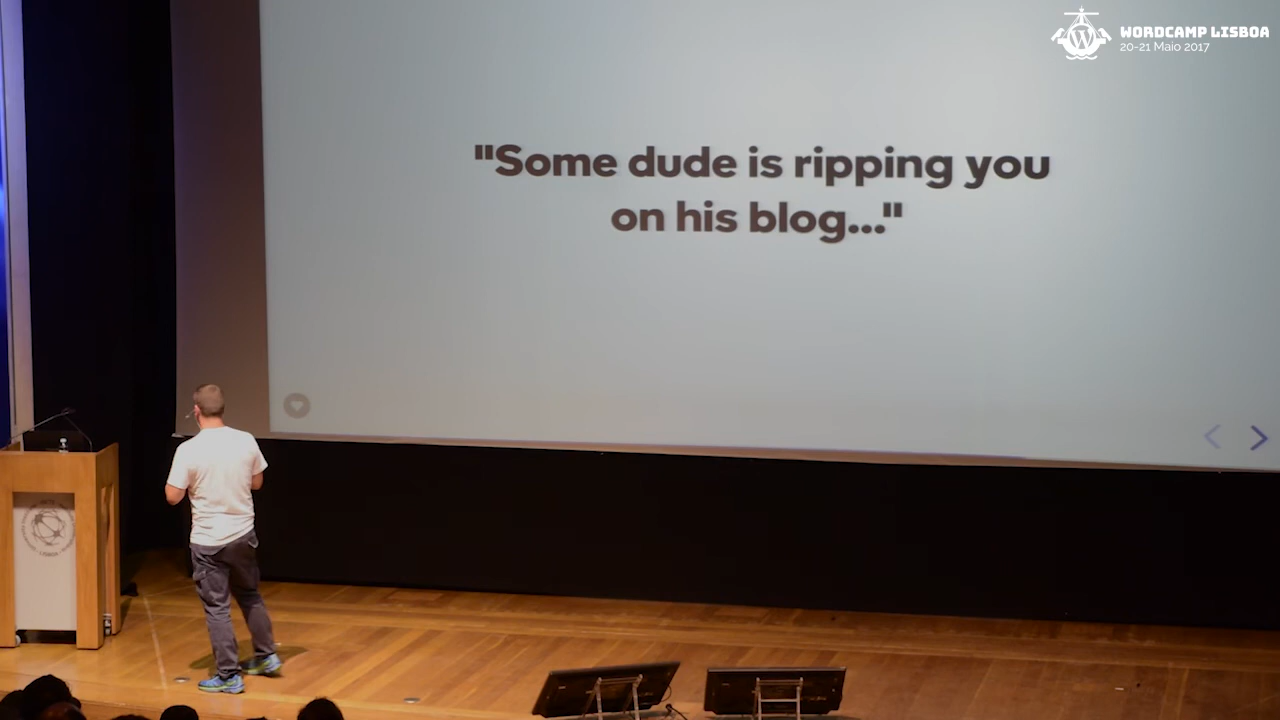 WORDCAMP LISBOA
20-21 Maio 2017
"Some dude is ripping you
on his blog..."